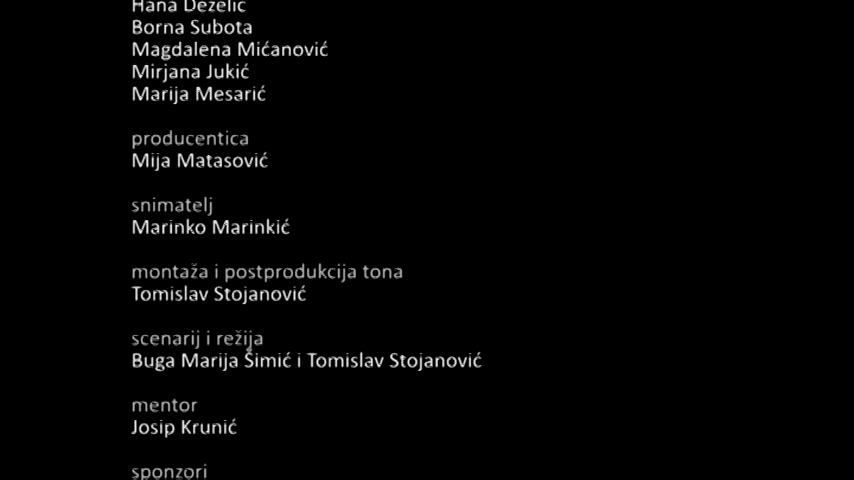 Hana Deželić
Borna Subota
Magdalena Mićanović
Mirjana Jukić
Marija Mesarić
producentica
Mija Matasović
snimatelj
Marinko Marinkić
montaža i postprodukcija tona
Tomislav Stojanović
scenarij i režija
Buga Marija Šimić i Tomislav Stojanović
mentor
Josip Krunić
sponzori